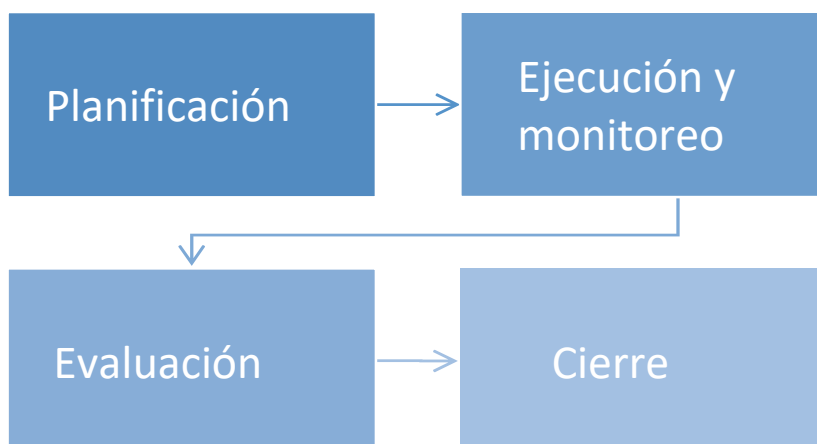 Planificación
Ejecución y
monitoreo
Evaluación
Cierre